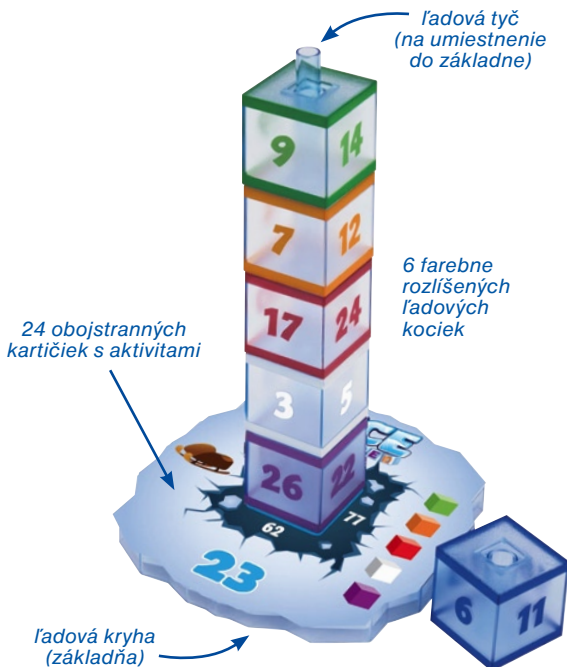 ľadová tyč
(na umiestnenie
do základne)
9 14
7 12
6 farebne
rozlíšených
ľadových
kociek
17 24
24 obojstranných
kartičiek s aktivitami
3 5
26 22
62 77
23
6 11
ľadová kryha
(základňa)